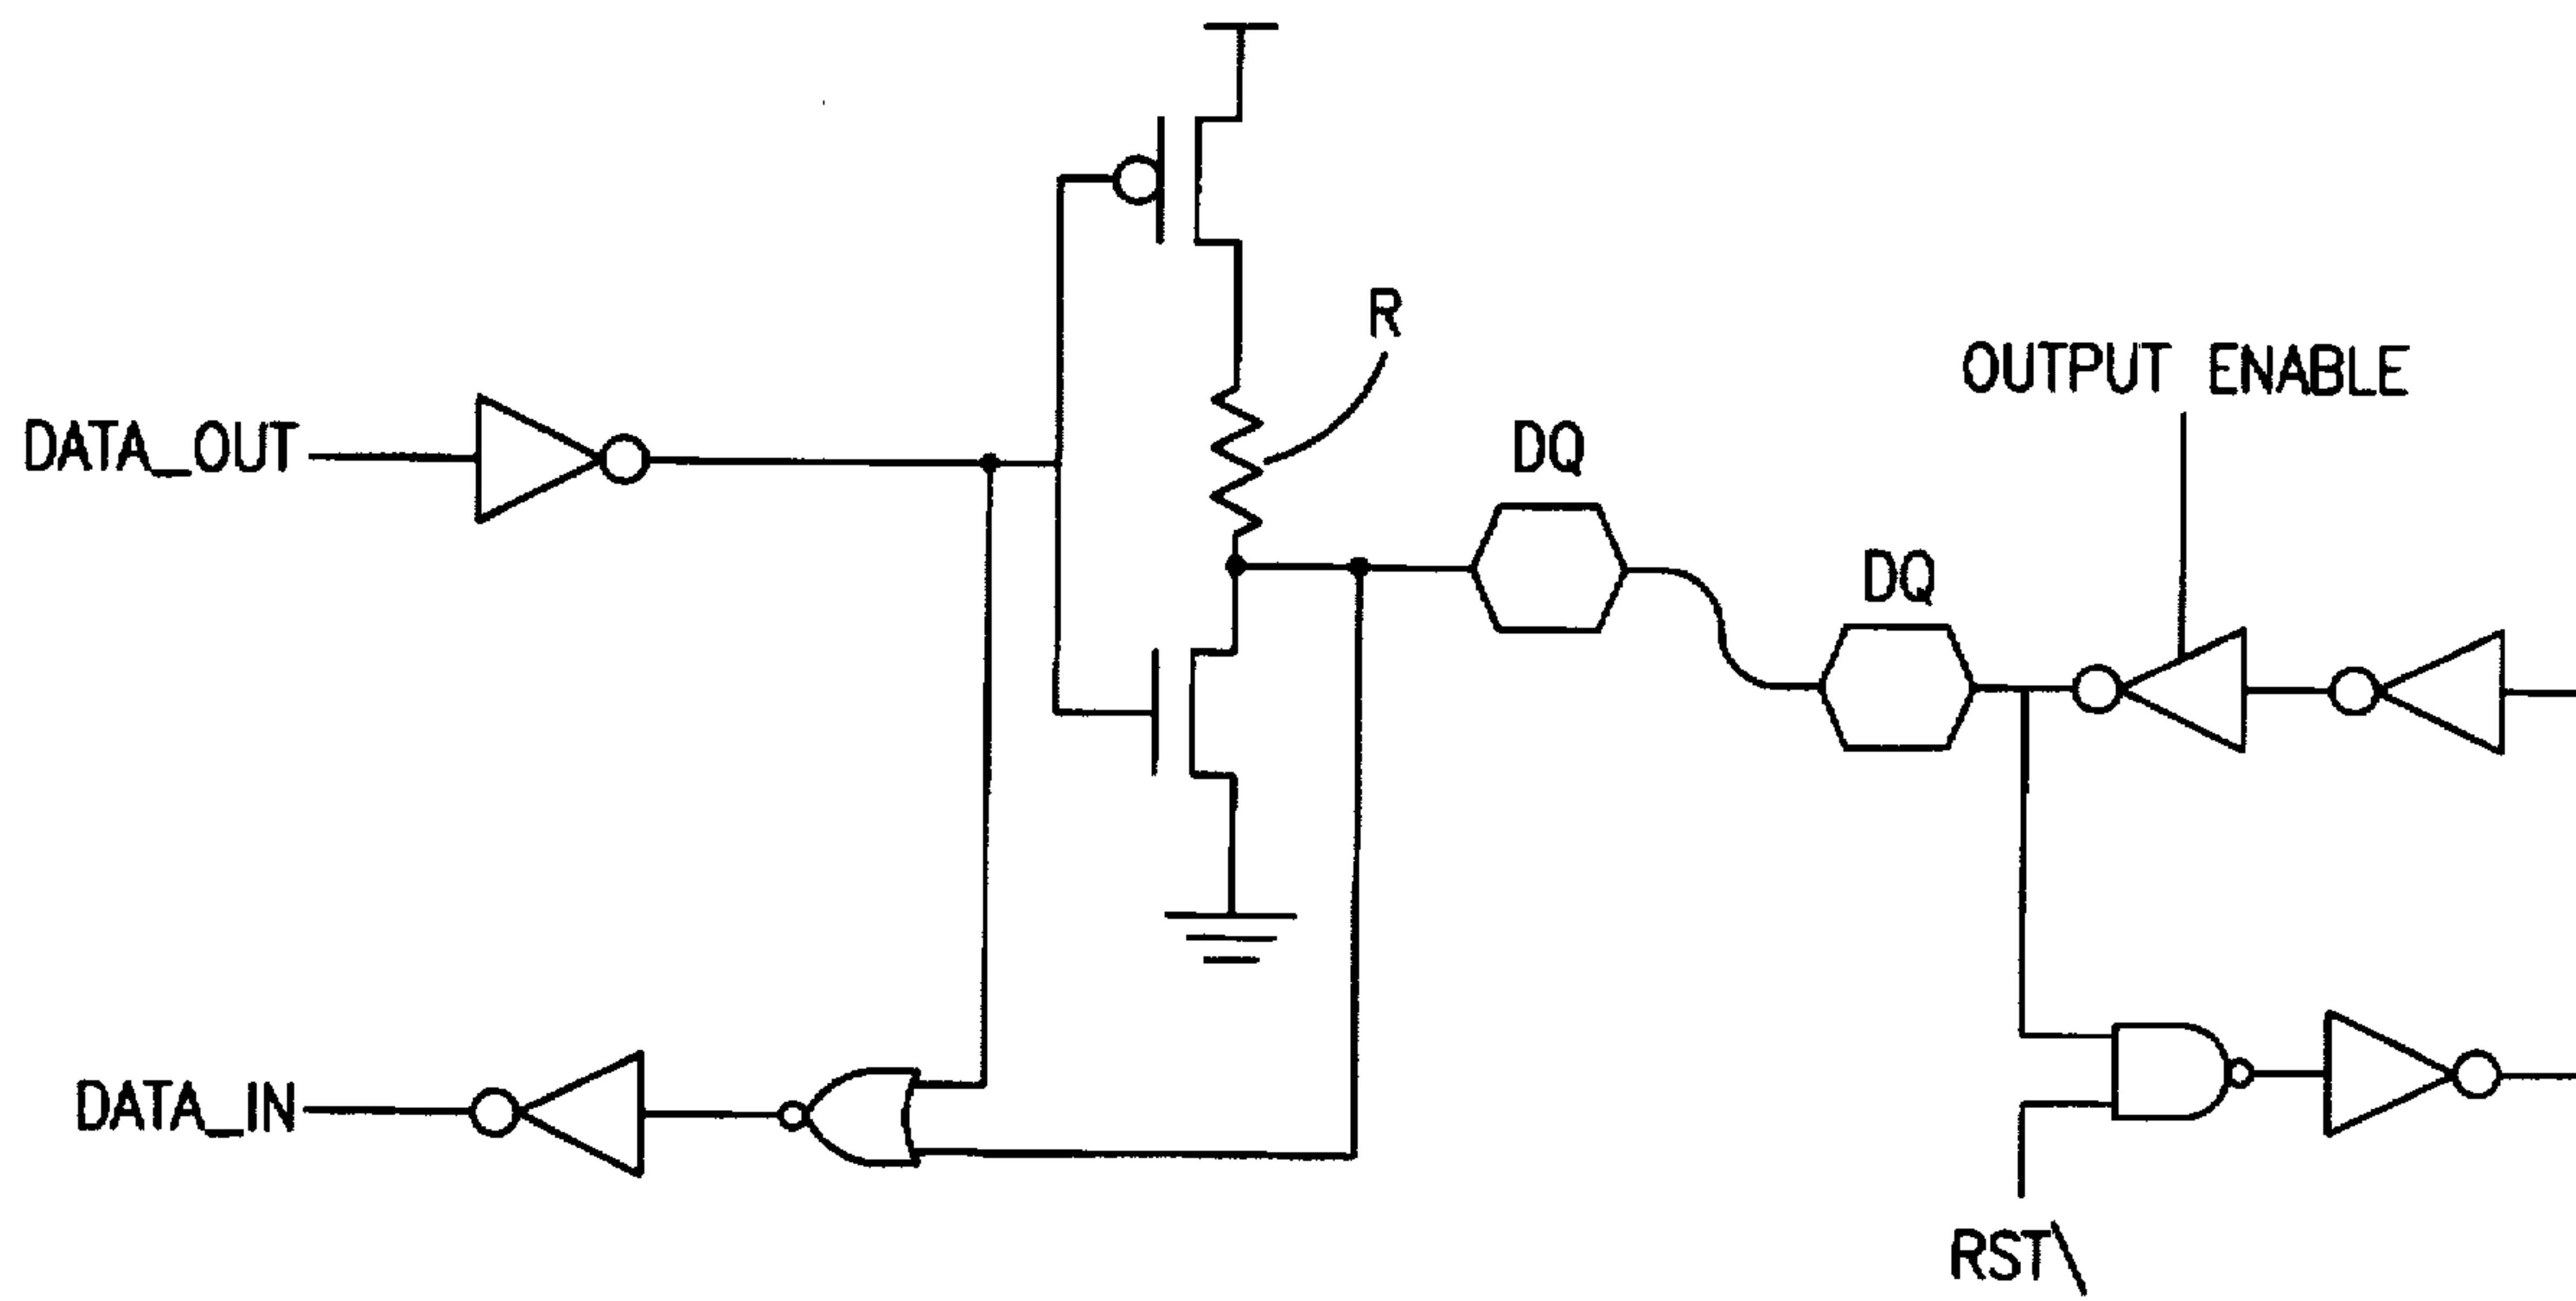 R
OUTPUT ENABLE
DATA_OUT
DQ
DQ
DATA_IN
RST\